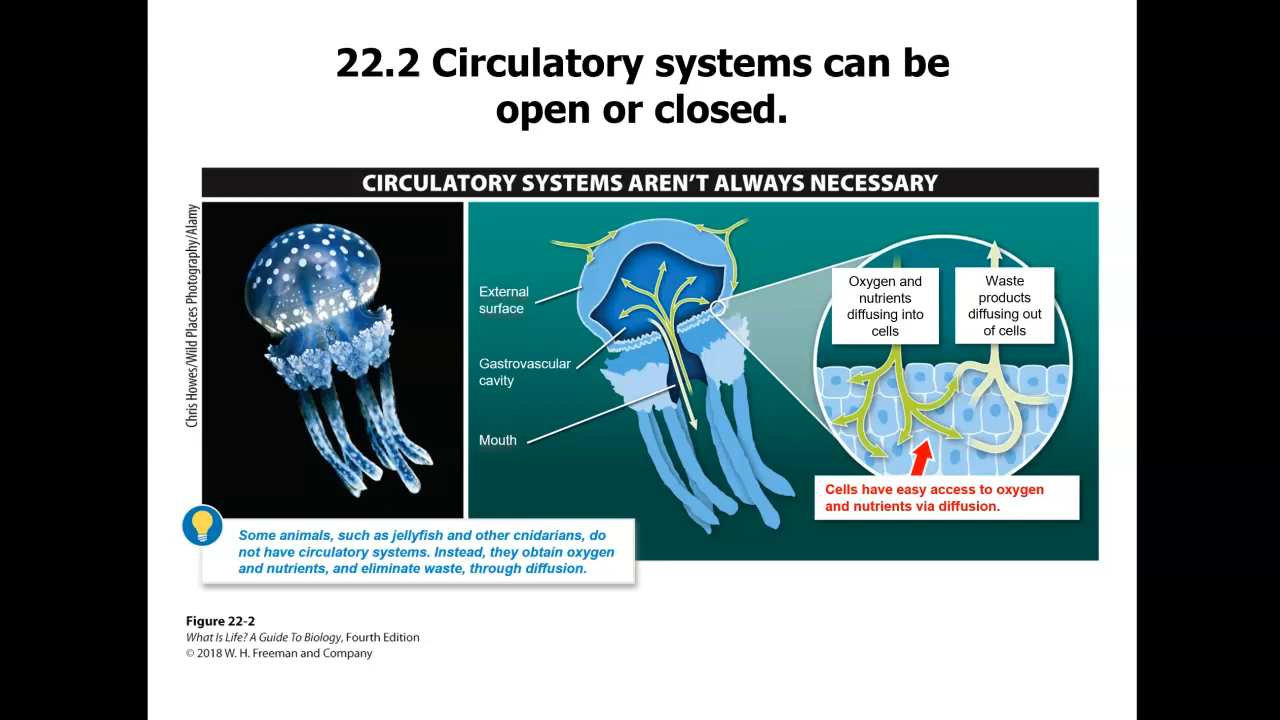 22.2 Circulatory systems can be
open or closed.
CIRCULATORY SYSTEMS AREN'T ALWAYS NECESSARY
Chris Howes/Wild Places Photography/Alamy
External
surface
Gastrovascular
cavity
Mouth
Oxygen and
nutrients
diffusing into
cells
Waste
products
diffusing out
of cells
Cells have easy access to oxygen
and nutrients via diffusion.
Some animals, such as jellyfish and other cnidarians, do
not have circulatory systems. Instead, they obtain oxygen
and nutrients, and eliminate waste, through diffusion.
Figure 22-2
What Is Life? A Guide To Biology, Fourth Edition
© 2018 W. H. Freeman and Company